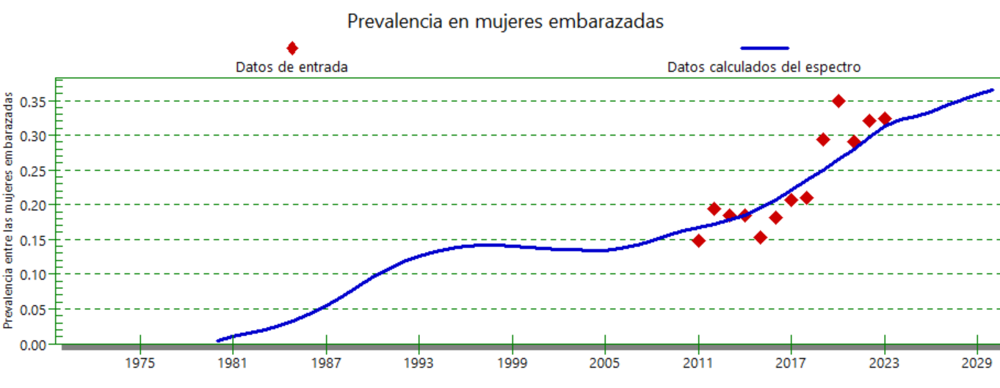 Prevalencia en mujeres embarazadas
Datos de entrada
Datos calculados del espectro
Prevalencia entre las mujeres embarazadas
0.35
0.30
0.25
0.20
0.15
0.10
0.05
0.00
1975 1981 1987 1993 1999 2005 2011 2017 2023 2029